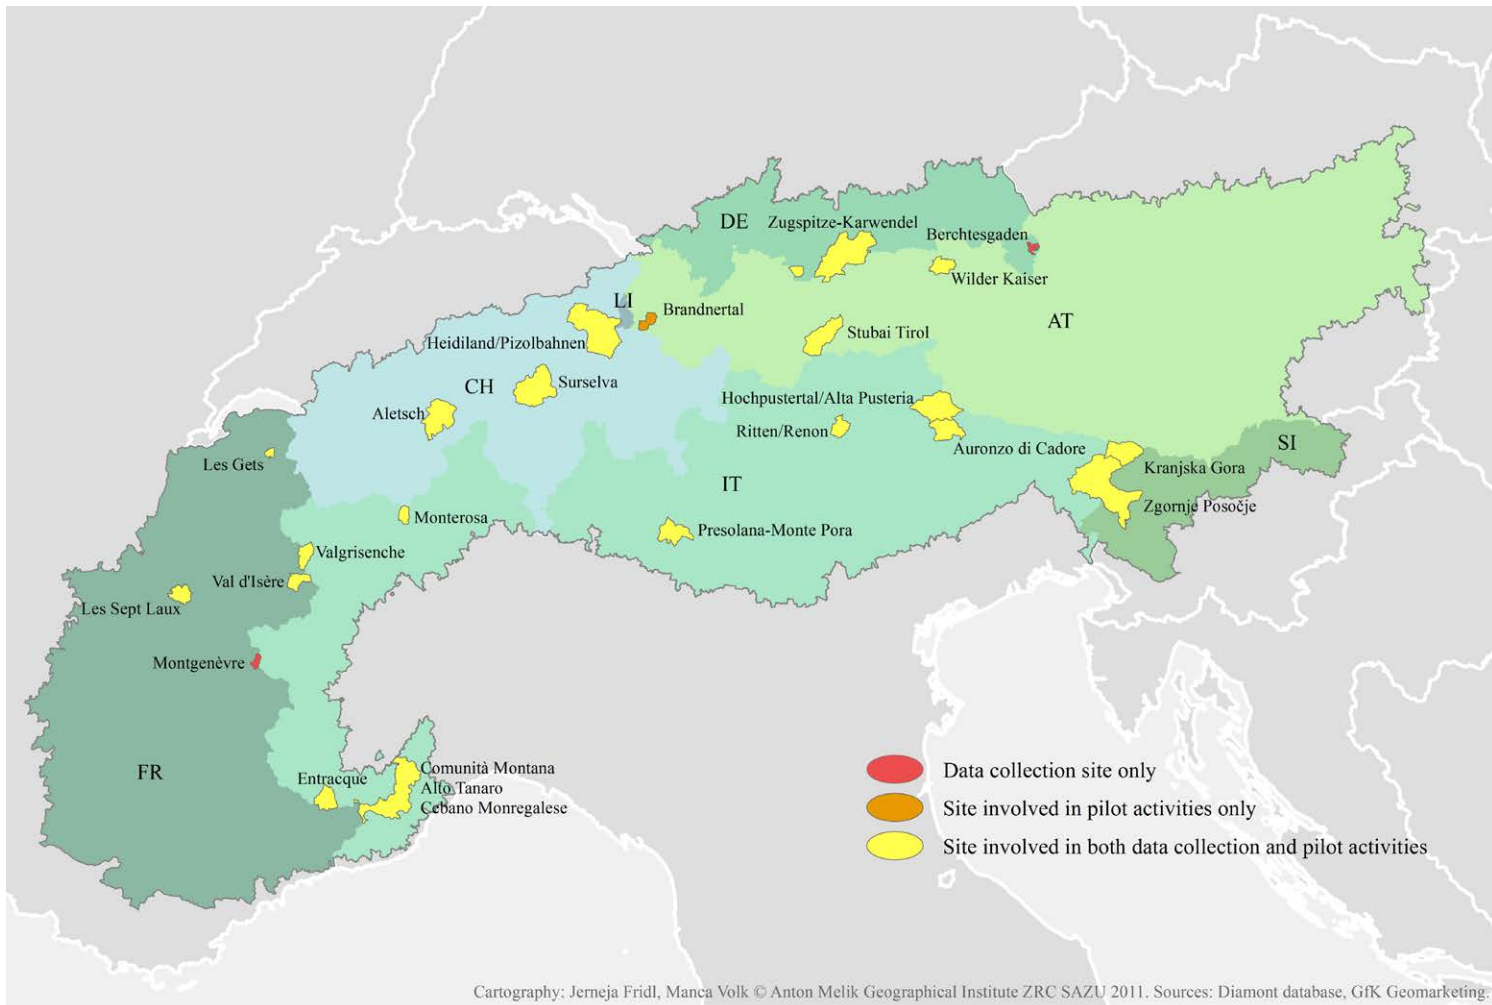 DE
Zugspitze-Karwendel
Berchtesgaden
Wilder Kaiser
LI
Brandnertal
AT
Stubai Tirol
Heidiland/Pizolbahnen
CH
Surselva
Hochpustertal/Alta Pusteria
Aletsch
Ritten/Renon
Auronzo di Cadore
SI
Les Gets
Kranjska Gora
IT
Zgornje Posočje
Monterosa
Presolana-Monte Pora
Valgrisenche
Val d'Isère
Les Sept Laux
Montgenèvre
FR
Entracque
Comunità Montana
Alto Tanaro
Cebano Monregalese
Data collection site only
Site involved in pilot activities only
Site involved in both data collection and pilot activities
Cartography: Jerneja Fridl, Manca Volk © Anton Melik Geographical Institute ZRC SAZU 2011. Sources: Diamont database, GfK Geomarketing.